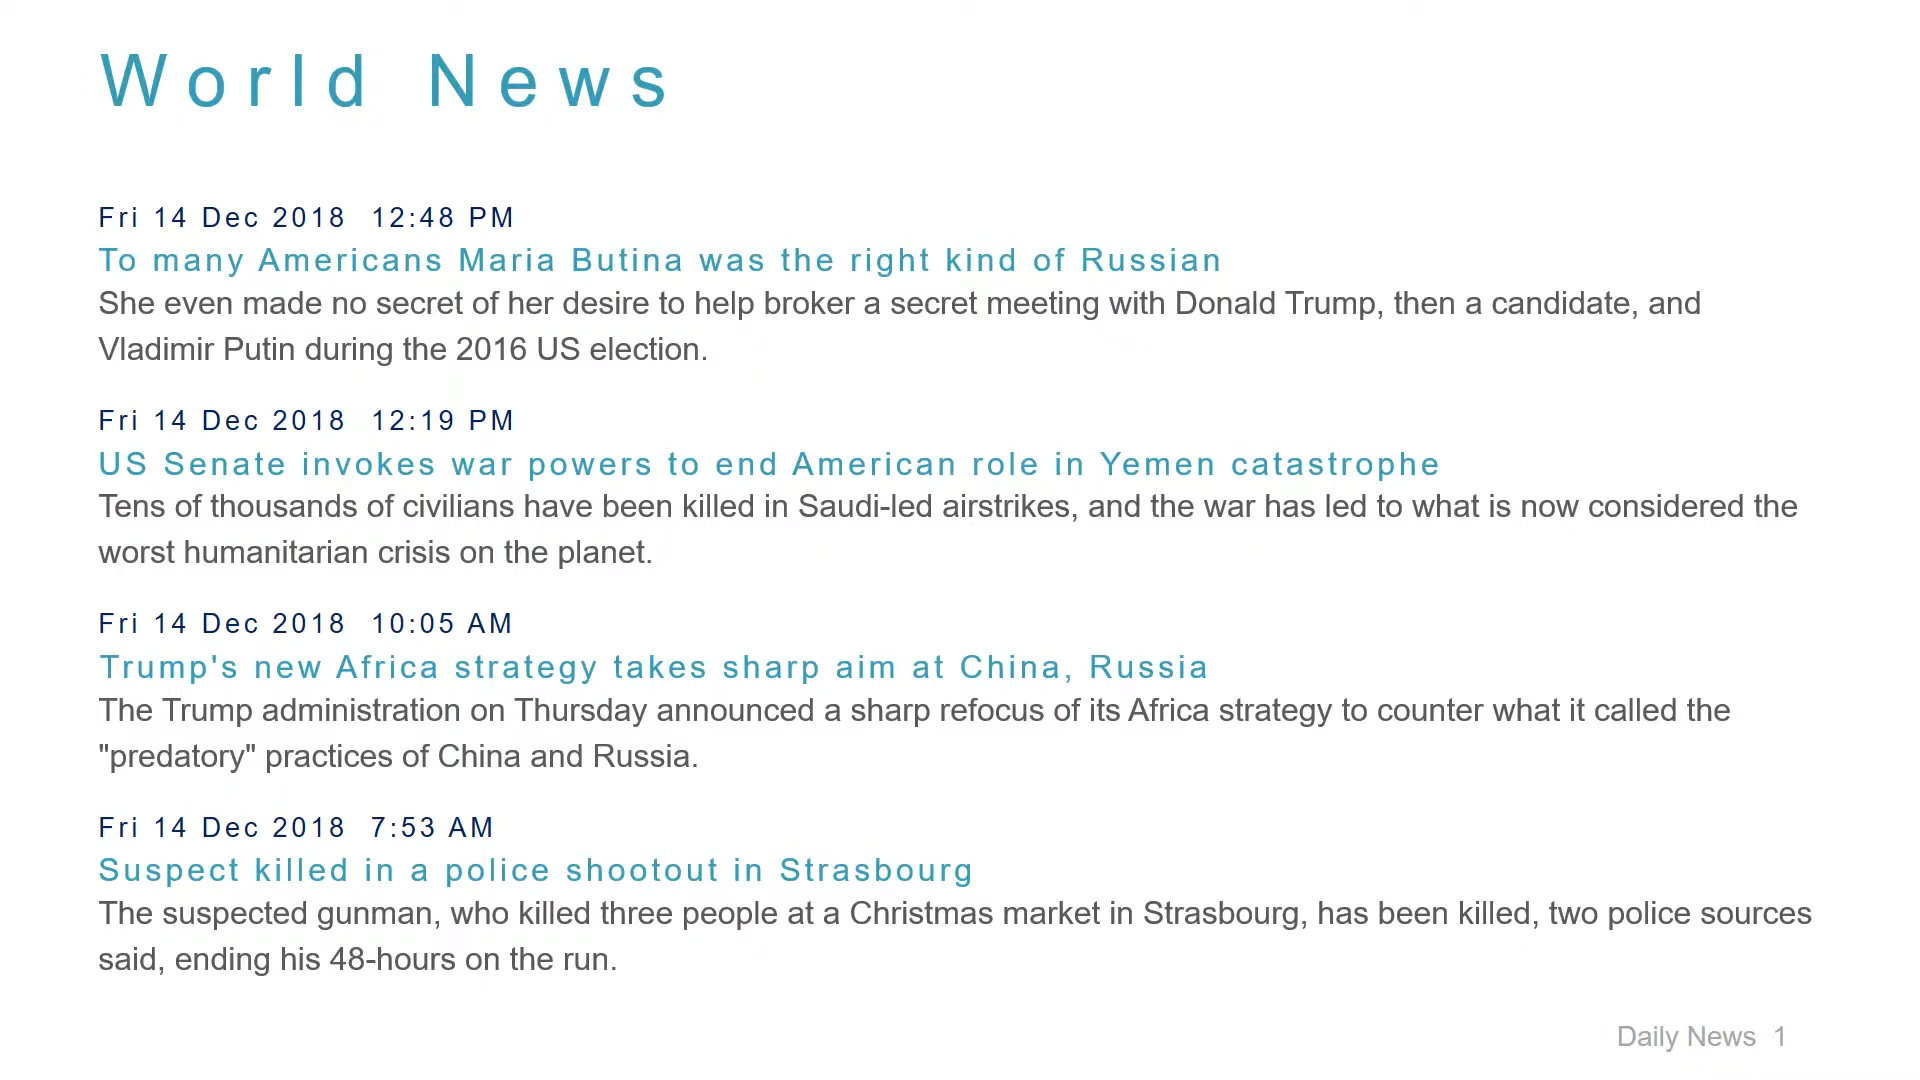 World News
Fri 14 Dec 2018  12:48 PM
To many Americans Maria Butina was the right kind of Russian
She even made no secret of her desire to help broker a secret meeting with Donald Trump, then a candidate, and
Vladimir Putin during the 2016 US election.
Fri 14 Dec 2018  12:19 PM
US Senate invokes war powers to end American role in Yemen catastrophe
Tens of thousands of civilians have been killed in Saudi-led airstrikes, and the war has led to what is now considered the
worst humanitarian crisis on the planet.
Fri 14 Dec 2018  10:05 AM
Trump's new Africa strategy takes sharp aim at China, Russia
The Trump administration on Thursday announced a sharp refocus of its Africa strategy to counter what it called the
"predatory" practices of China and Russia.
Fri 14 Dec 2018  7:53 AM
Suspect killed in a police shootout in Strasbourg
The suspected gunman, who killed three people at a Christmas market in Strasbourg, has been killed, two police sources
said, ending his 48-hours on the run.
Daily News  1